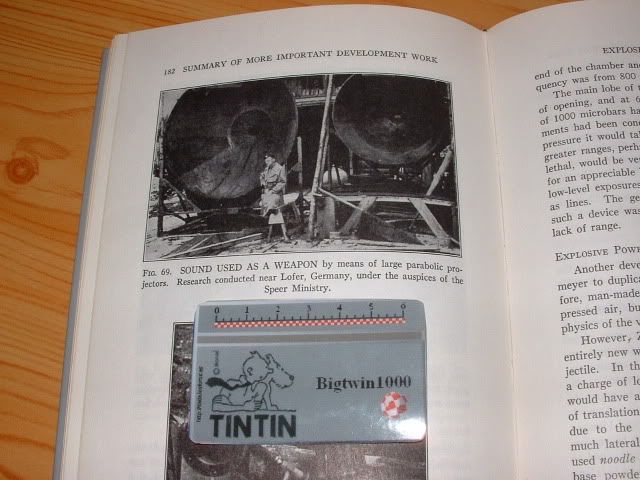 182 SUMMARY OF MORE IMPORTANT DEVELOPMENT WORK
FIG. 69. SOUND USED AS A WEAPON by means of large parabolic pro-
jectors. Research conducted near Lofer, Germany, under the auspices of the
Speer Ministry.
0 1 2 3 4 5 6
Bigtwin1000
TINTIN
EXPLOS
end of the chamber and
quency was from 800
The main lobe of
of opening, and at 6
of 1000 microbars ha
ments had been con
pressure it would ta
greater ranges, perh
lethal, would be ve
for an appreciable
low-level exposure
as lines. The ge
such a device was
lack of range.
EXPLOSIVE POW
Another deve
meyer to duplica
fore, man-made
pressed air, bu
physics of the v
However, Z
entirely new w
jectile. In th
a charge of lo
would have a
of translation
due to the
much lateral
used noodle
base powde